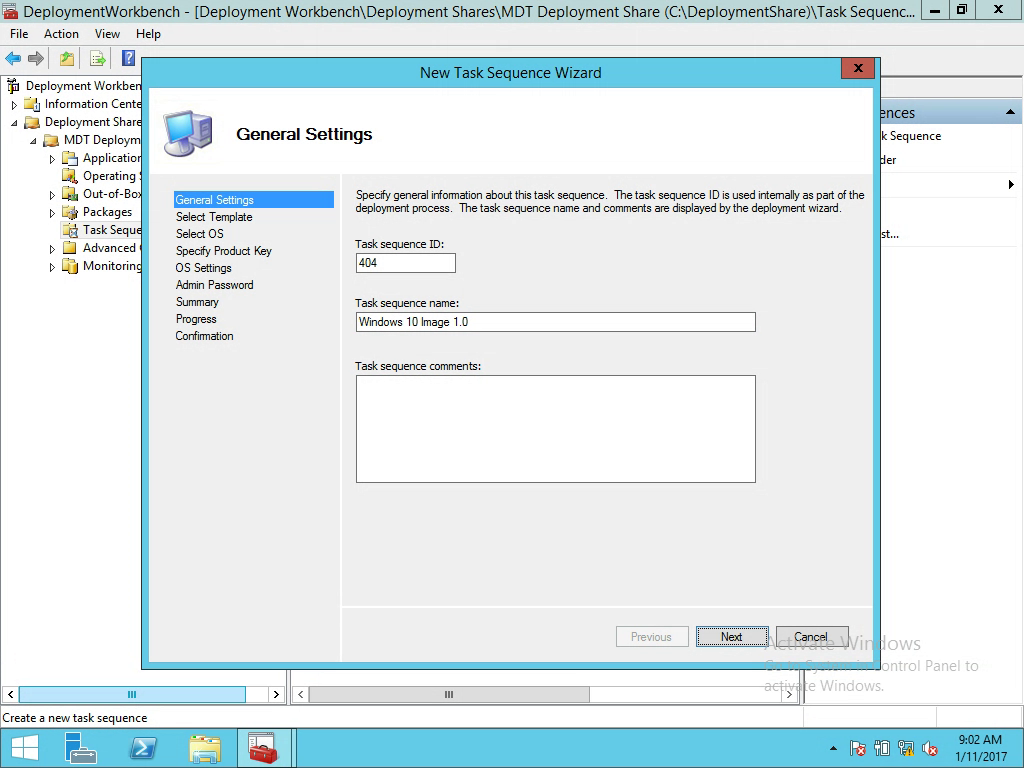 DeploymentWorkbench - [Deployment Workbench\Deployment Shares\MDT Deployment Share (C:\DeploymentShare)\Task Sequenc...
File Action View Help
New Task Sequence Wizard
General Settings
Deployment Workben
Information Cente
Deployment Share
MDT Deploym
Application
Operating
Out-of-Box
Packages
Task Seque
Advanced
Monitoring
General Settings
Select Template
Select OS
Specify Product Key
OS Settings
Admin Password
Summary
Progress
Confirmation
Specify general information about this task sequence. The task sequence ID is used internally as part of the
deployment process. The task sequence name and comments are displayed by the deployment wizard.
Task sequence ID:
404
Task sequence name:
Windows 10 Image 1.0
Task sequence comments:
Previous Next Cancel
ences
k Sequence
der
st...
Activate Windows
Go to System in Control Panel to
activate Windows.
Create a new task sequence
9:02 AM
1/11/2017